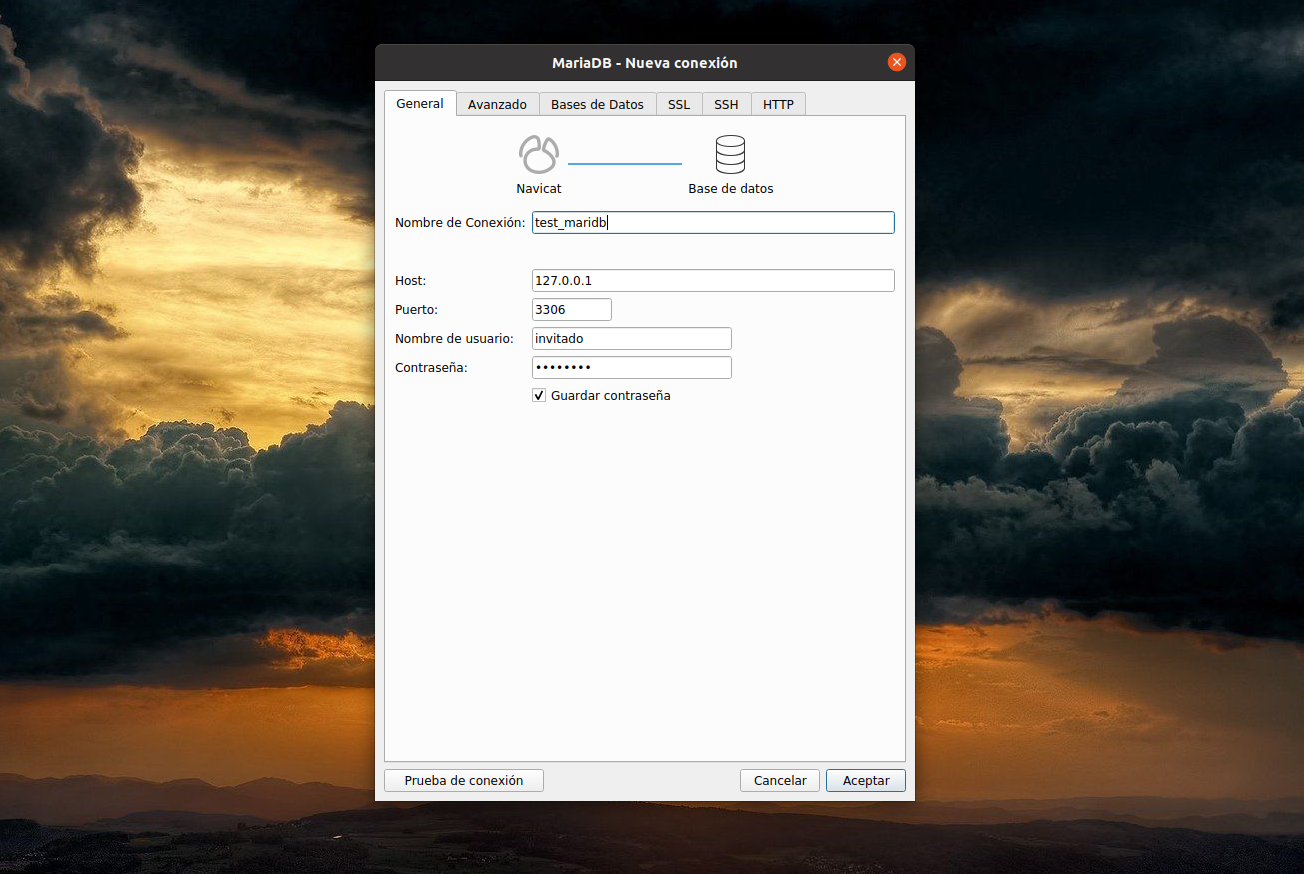 MariaDB - Nueva conexión
General Avanzado Bases de Datos SSL SSH HTTP
Navicat Base de datos
Nombre de Conexión: test_maridb
Host: 127.0.0.1
Puerto: 3306
Nombre de usuario: invitado
Contraseña: ••••••••
Guardar contraseña
Prueba de conexión Cancelar Aceptar